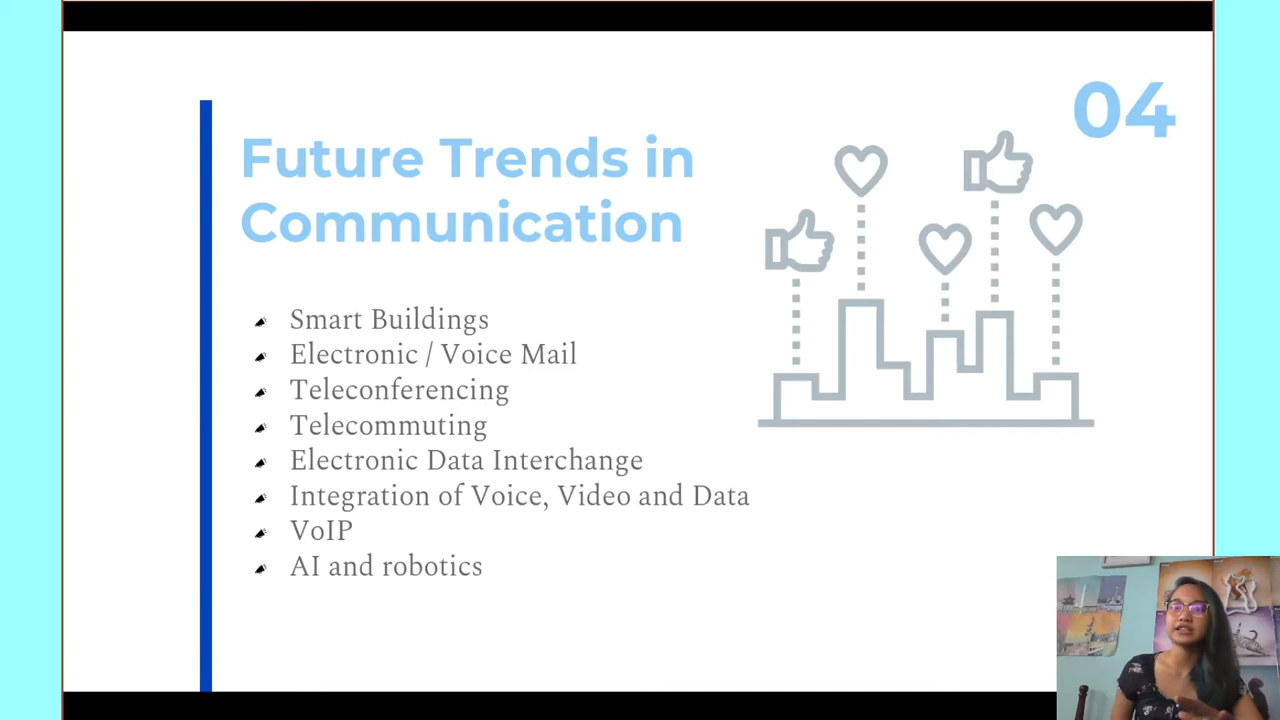 04
Future Trends in
Communication
Smart Buildings
Electronic / Voice Mail
Teleconferencing
Telecommuting
Electronic Data Interchange
Integration of Voice, Video and Data
VoIP
AI and robotics